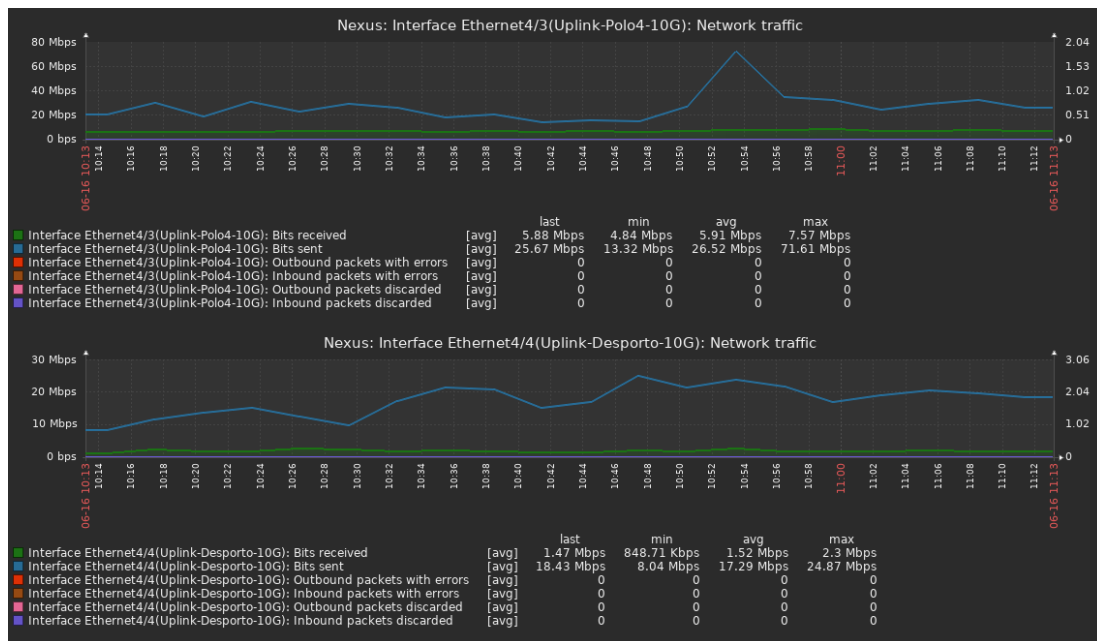 Nexus: Interface Ethernet4/3(Uplink-Polo4-10G): Network traffic
80 Mbps 2.04
60 Mbps 1.53
40 Mbps 1.02
20 Mbps 0.51
0 bps 0
06-16 10:13 10:14 10:16 10:18 10:20 10:22 10:24 10:26 10:28 10:30 10:32 10:34 10:36 10:38 10:40 10:42 10:44 10:46 10:48 10:50 10:52 10:54 10:56 10:58 11:00 11:02 11:04 11:06 11:08 11:10 11:12 06-16 11:13
last min avg max
Interface Ethernet4/3(Uplink-Polo4-10G): Bits received [avg] 5.88 Mbps 4.84 Mbps 5.91 Mbps 7.57 Mbps
Interface Ethernet4/3(Uplink-Polo4-10G): Bits sent [avg] 25.67 Mbps 13.32 Mbps 26.52 Mbps 71.61 Mbps
Interface Ethernet4/3(Uplink-Polo4-10G): Outbound packets with errors [avg] 0 0 0 0
Interface Ethernet4/3(Uplink-Polo4-10G): Inbound packets with errors [avg] 0 0 0 0
Interface Ethernet4/3(Uplink-Polo4-10G): Outbound packets discarded [avg] 0 0 0 0
Interface Ethernet4/3(Uplink-Polo4-10G): Inbound packets discarded [avg] 0 0 0 0
Nexus: Interface Ethernet4/4(Uplink-Desporto-10G): Network traffic
30 Mbps 3.06
20 Mbps 2.04
10 Mbps 1.02
0 bps 0
06-16 10:13 10:14 10:16 10:18 10:20 10:22 10:24 10:26 10:28 10:30 10:32 10:34 10:36 10:38 10:40 10:42 10:44 10:46 10:48 10:50 10:52 10:54 10:56 10:58 11:00 11:02 11:04 11:06 11:08 11:10 11:12 06-16 11:13
last min avg max
Interface Ethernet4/4(Uplink-Desporto-10G): Bits received [avg] 1.47 Mbps 848.71 Kbps 1.52 Mbps 2.3 Mbps
Interface Ethernet4/4(Uplink-Desporto-10G): Bits sent [avg] 18.43 Mbps 8.04 Mbps 17.29 Mbps 24.87 Mbps
Interface Ethernet4/4(Uplink-Desporto-10G): Outbound packets with errors [avg] 0 0 0 0
Interface Ethernet4/4(Uplink-Desporto-10G): Inbound packets with errors [avg] 0 0 0 0
Interface Ethernet4/4(Uplink-Desporto-10G): Outbound packets discarded [avg] 0 0 0 0
Interface Ethernet4/4(Uplink-Desporto-10G): Inbound packets discarded [avg] 0 0 0 0